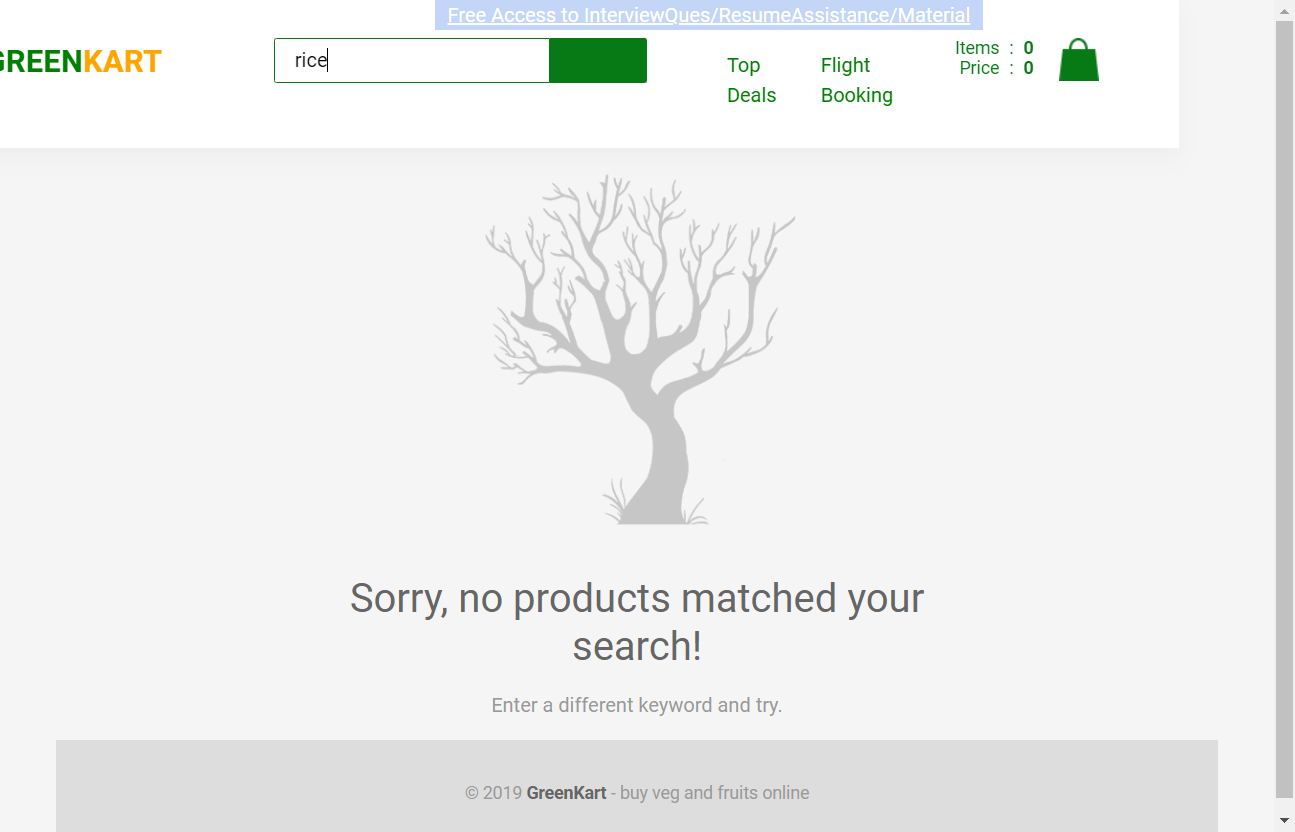 Free Access to InterviewQues/ResumeAssistance/Material
GREENKART
rice
Top
Deals
Flight
Booking
Items : 0
Price : 0
Sorry, no products matched your
search!
Enter a different keyword and try.
© 2019 GreenKart - buy veg and fruits online